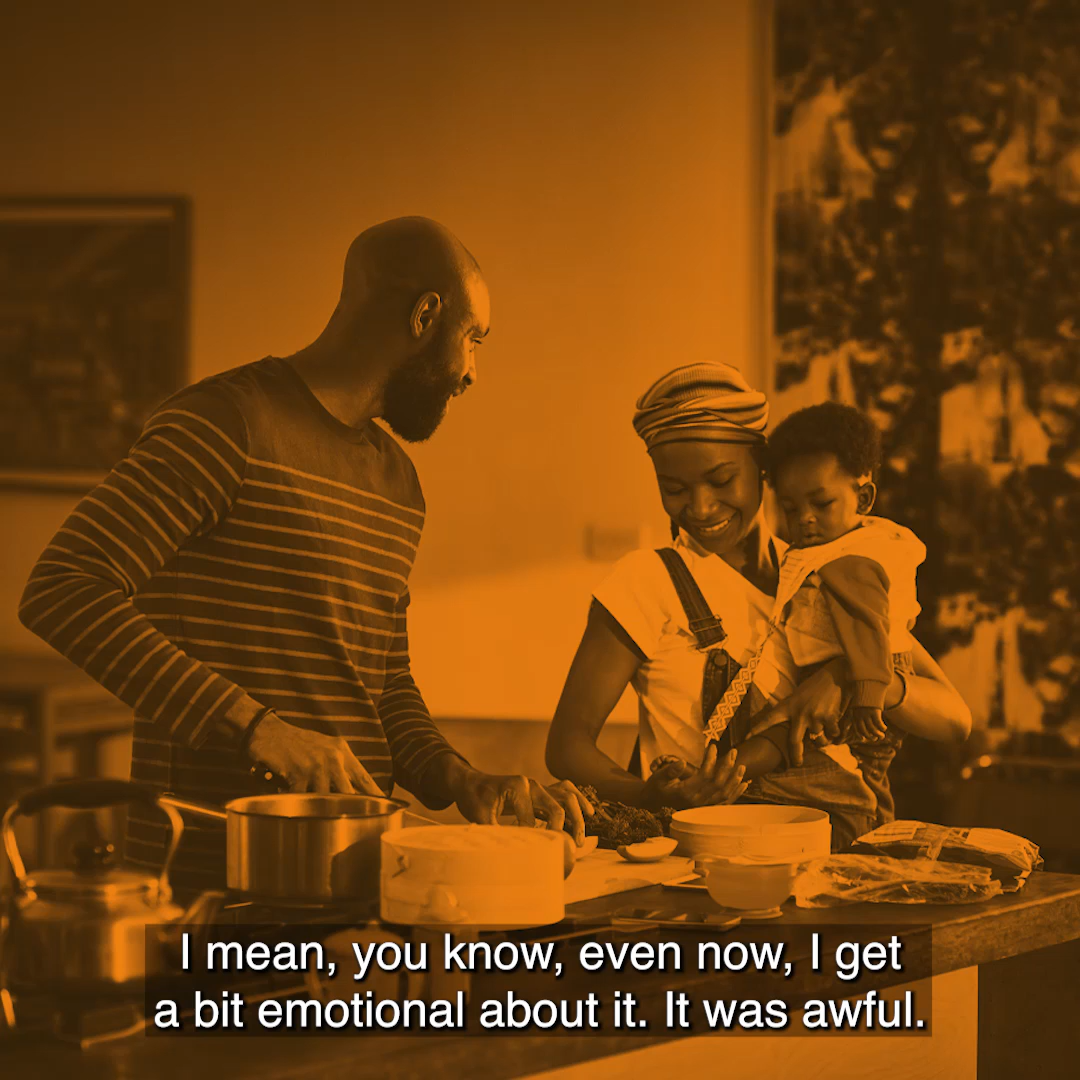 I mean, you know, even now, I get
a bit emotional about it. It was awful.